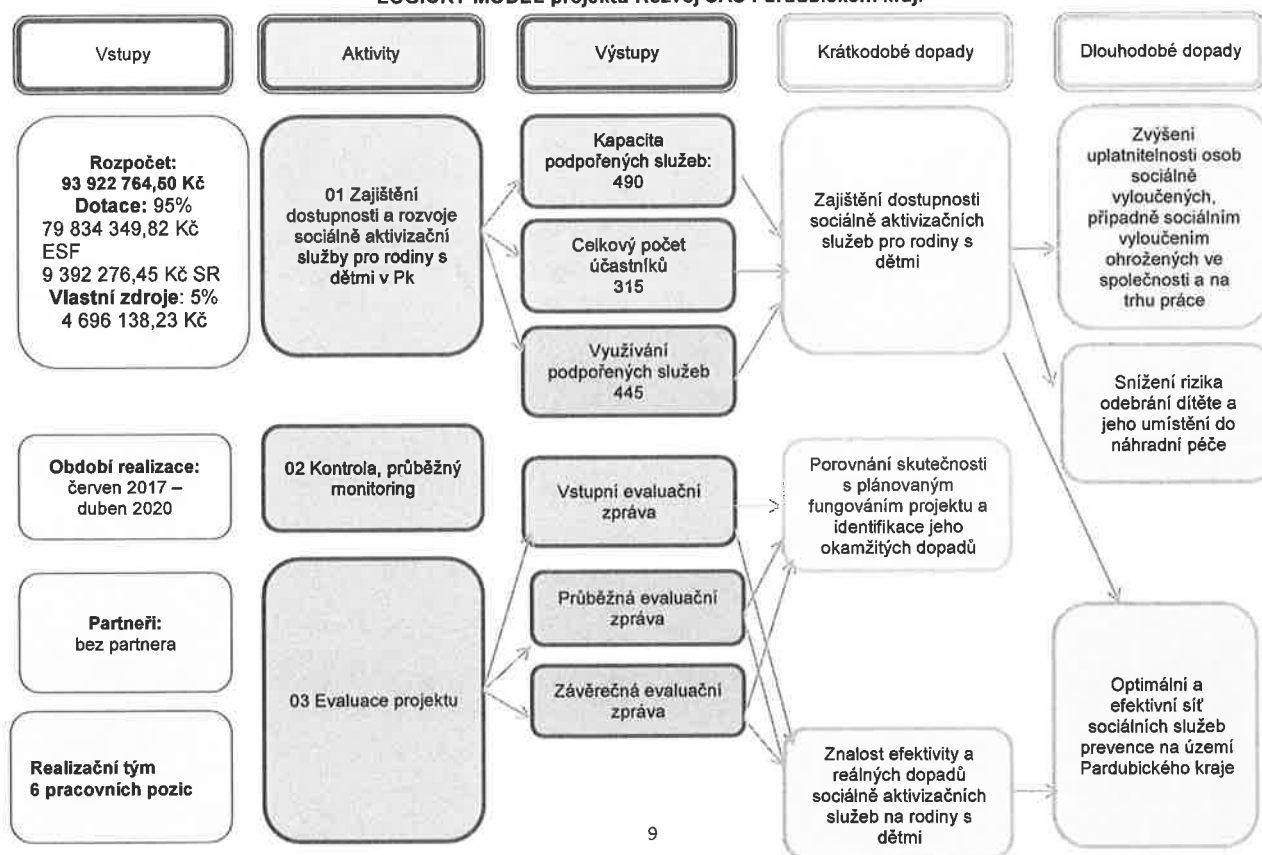 LOGICKÝ MODEL projektu Rozvoj SAS Pardubickém kraji
Vstupy
Aktivity
Výstupy
Krátkodobé dopady
Dlouhodobé dopady
Rozpočet:
93 922 764,50 Kč
Dotace: 95%
79 834 349,82 Kč
ESF
9 392 276,45 Kč SR
Vlastní zdroje: 5%
4 696 138,23 Kč
01 Zajištění
dostupnosti a rozvoje
sociálně aktivizační
služby pro rodiny s
dětmi v Pk
Kapacita
podpořených služeb:
490
Celkový počet
účastníků
315
Využívání
podpořených služeb
445
Zajištění dostupnosti
sociálně aktivizačních
služeb pro rodiny s
dětmi
Zvýšení
uplatnitelnosti osob
sociálně
vyloučených,
případně sociálním
vyloučením
ohrožených ve
společnosti a na
trhu práce
Snížení rizika
odebrání dítěte a
jeho umístění do
náhradní péče
Období realizace:
červen 2017 –
duben 2020
02 Kontrola, průběžný
monitoring
Vstupní evaluační
zpráva
Porovnání skutečnosti
s plánovaným
fungováním projektu a
identifikace jeho
okamžitých dopadů
Partneři:
bez partnera
03 Evaluace projektu
Průběžná evaluační
zpráva
Závěrečná evaluační
zpráva
Optimální a
efektivní síť
sociálních služeb
prevence na území
Pardubického kraje
Realizační tým
6 pracovních pozic
Znalost efektivity a
reálných dopadů
sociálně aktivizačních
služeb na rodiny s
dětmi
9